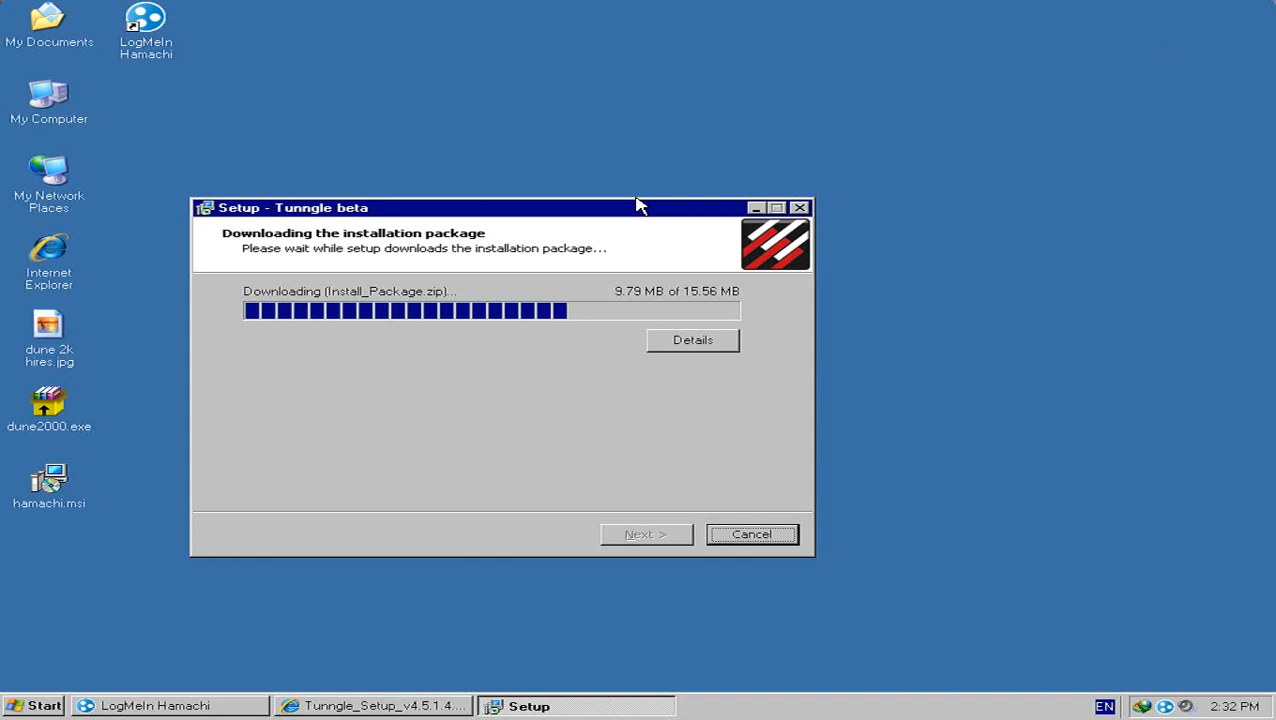 My Documents
LogMeIn
Hamachi
My Computer
My Network
Places
Internet
Explorer
dune 2k
hires.jpg
dune2000.exe
hamachi.msi
Setup - Tunngle beta
Downloading the installation package
Please wait while setup downloads the installation package...
Downloading (Install_Package.zip)...
9.79 MB of 15.56 MB
Details
Next >
Cancel
Start
LogMeIn Hamachi
Tunngle_Setup_v4.5.1.4....
Setup
EN
2:32 PM